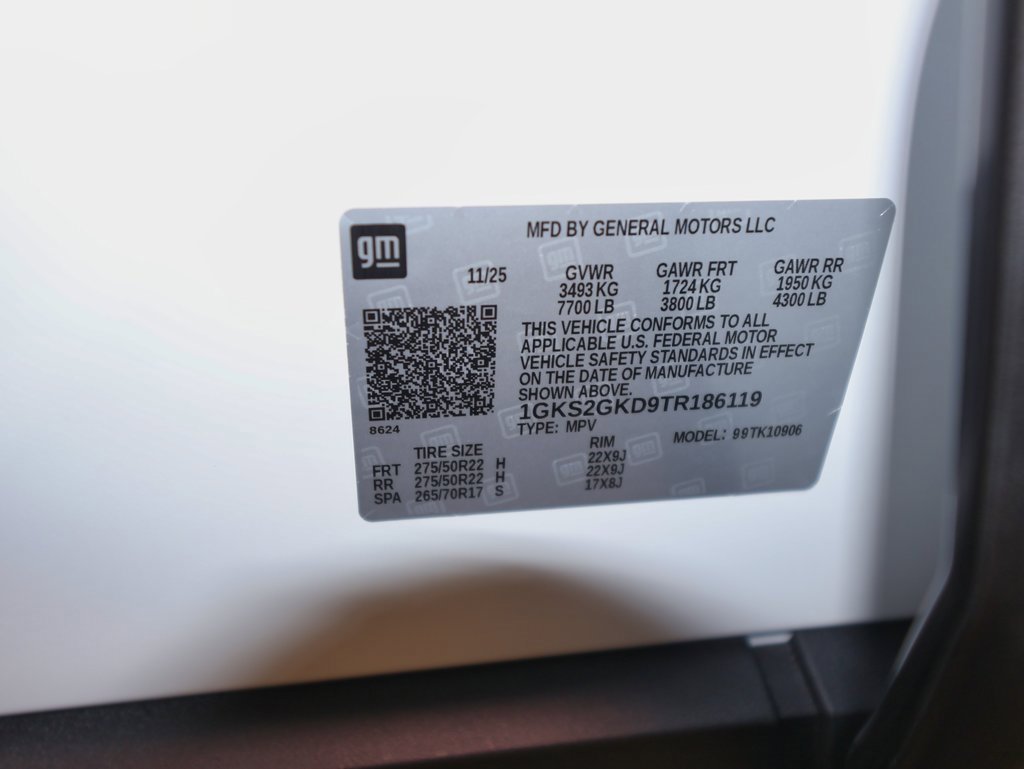 gm
MFD BY GENERAL MOTORS LLC
11/25 GVWR GAWR FRT GAWR RR
3493 KG 1724 KG 1950 KG
7700 LB 3800 LB 4300 LB
THIS VEHICLE CONFORMS TO ALL
APPLICABLE U.S. FEDERAL MOTOR
VEHICLE SAFETY STANDARDS IN EFFECT
ON THE DATE OF MANUFACTURE
SHOWN ABOVE.
1GKS2GKD9TR186119
8624
TYPE: MPV MODEL: 99TK10906
TIRE SIZE RIM
FRT 275/50R22 H 22X9J
RR 275/50R22 H 22X9J
SPA 265/70R17 S 17X8J